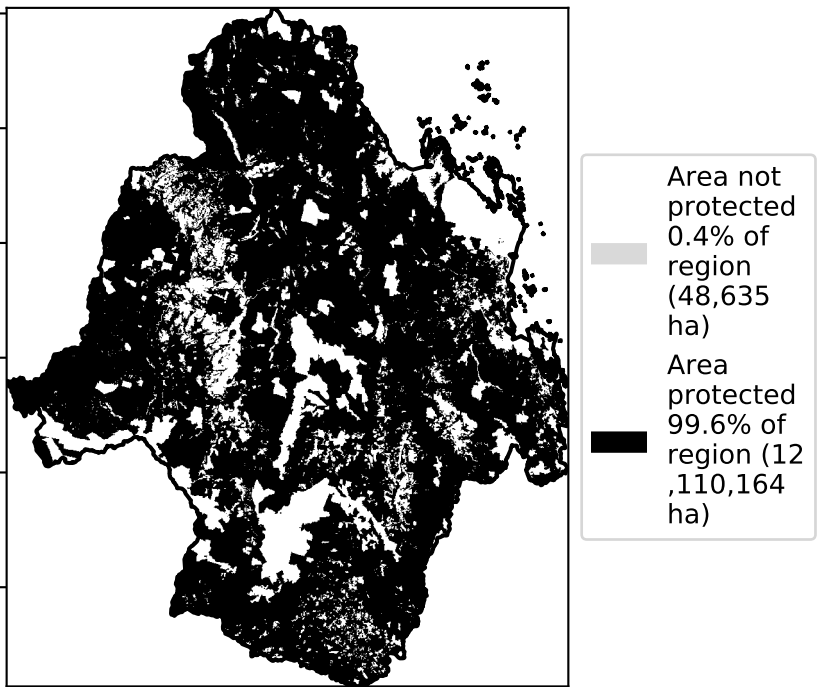 Area not
protected
0.4% of
region
(48,635
ha)
Area
protected
99.6% of
region (12
,110,164
ha)